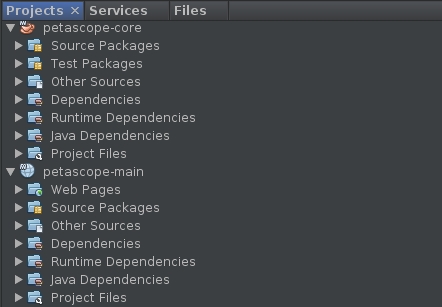 Projects × Services Files
petascope-core
Source Packages
Test Packages
Other Sources
Dependencies
Runtime Dependencies
Java Dependencies
Project Files
petascope-main
Web Pages
Source Packages
Other Sources
Dependencies
Runtime Dependencies
Java Dependencies
Project Files